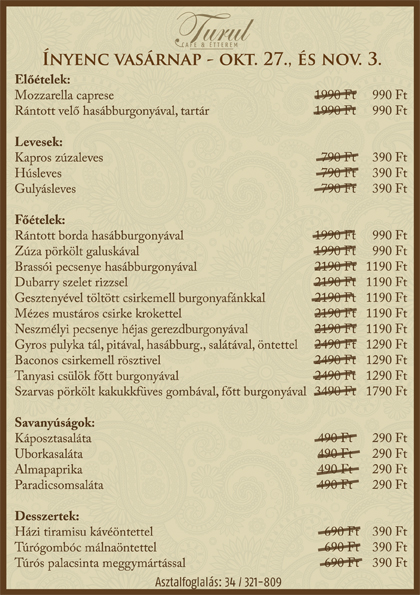 Turul
CAFÉ & ÉTTEREM
ÍNYENC VASÁRNAP - OKT. 27., ÉS NOV. 3.
Előételek:
Mozzarella caprese 1990 Ft 990 Ft
Rántott velő hasábburgonyával, tartár 1990 Ft 990 Ft
Levesek:
Kapros zúzaleves 790 Ft 390 Ft
Húsleves 790 Ft 390 Ft
Gulyásleves 790 Ft 390 Ft
Főételek:
Rántott borda hasábburgonyával 1990 Ft 990 Ft
Zúza pörkölt galuskával 1990 Ft 990 Ft
Brassói pecsenye hasábburgonyával 2190 Ft 1190 Ft
Dubarry szelet rizzsel 2190 Ft 1190 Ft
Gesztenyével töltött csirkemell burgonyafánkkal 2190 Ft 1190 Ft
Mézes mustáros csirke krokettel 2190 Ft 1190 Ft
Neszmélyi pecsenye héjas gerezdburgonyával 2190 Ft 1190 Ft
Gyros pulyka tál, pitával, hasábburg., salátával, öntettel 2490 Ft 1290 Ft
Baconos csirkemell rösztivel 2490 Ft 1290 Ft
Tanyasi csülök főtt burgonyával 2490 Ft 1290 Ft
Szarvas pörkölt kakukkfüves gombával, főtt burgonyával 3490 Ft 1790 Ft
Savanyúságok:
Káposztasaláta 490 Ft 290 Ft
Uborkasaláta 490 Ft 290 Ft
Almapaprika 490 Ft 290 Ft
Paradicsomsaláta 490 Ft 290 Ft
Desszertek:
Házi tiramisu kávéöntettel 690 Ft 390 Ft
Túrógombóc málnaöntettel 690 Ft 390 Ft
Túrós palacsinta meggymártással 690 Ft 390 Ft
Asztalfoglalás: 34 / 321-809